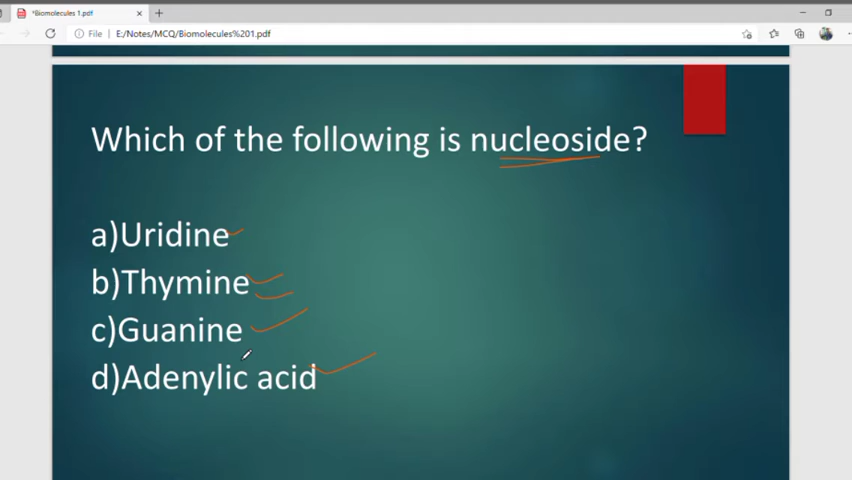 *Biomolecules 1.pdf
File
E:/Notes/MCQ/Biomolecules%201.pdf
Which of the following is nucleoside?
a)Uridine
b)Thymine
c)Guanine
d)Adenylic acid